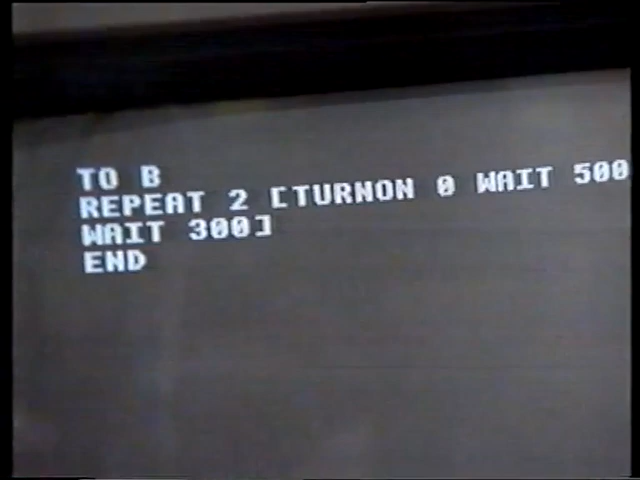 TO B
REPEAT 2 [TURNON 0 WAIT 500
WAIT 300]
END